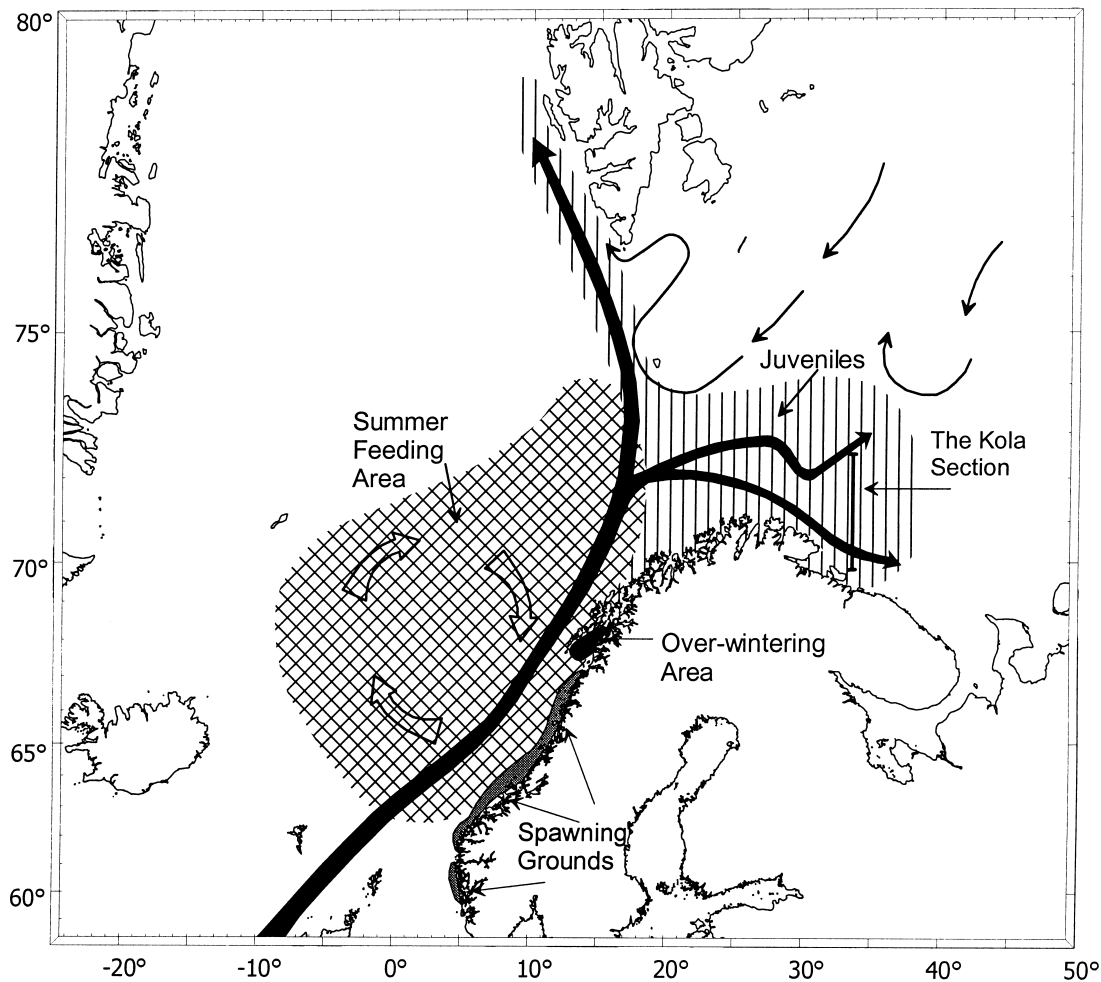 80°
75°
Juveniles
Summer
Feeding
Area
The Kola
Section
70°
Over-wintering
Area
65°
Spawning
Grounds
60°
-20°
-10°
0°
10°
20°
30°
40°
50°